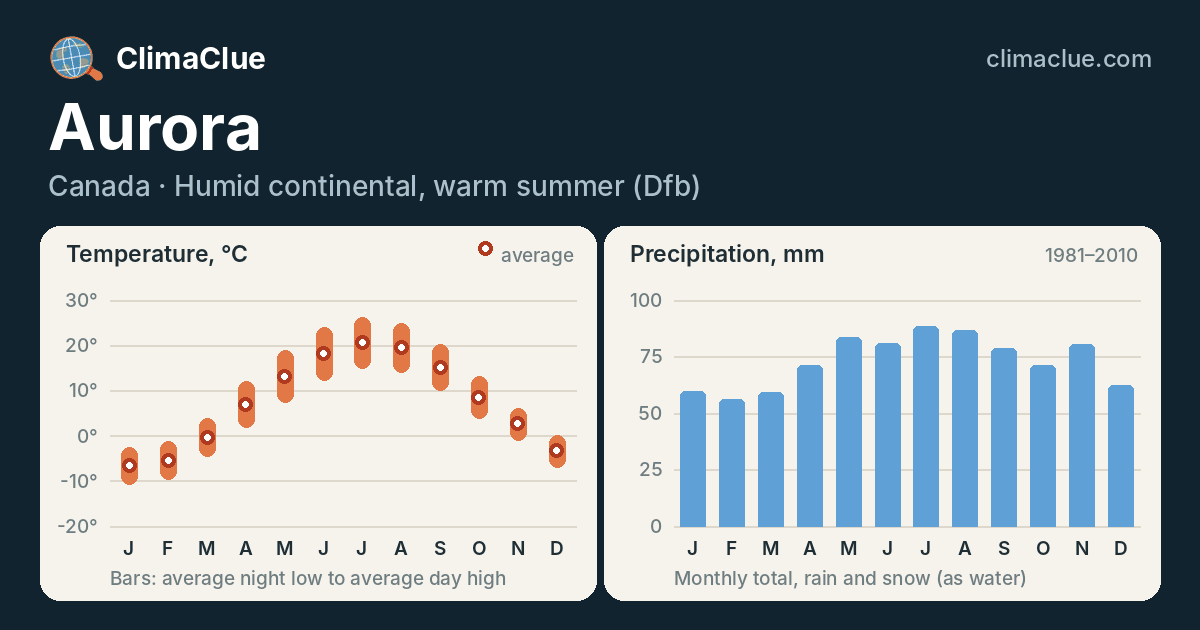 ClimaClue
climaclue.com
Aurora
Canada · Humid continental, warm summer (Dfb)
Temperature, °C
average
30°
20°
10°
0°
-10°
-20°
J F M A M J J A S O N D
Bars: average night low to average day high
Precipitation, mm
1981–2010
100
75
50
25
0
J F M A M J J A S O N D
Monthly total, rain and snow (as water)